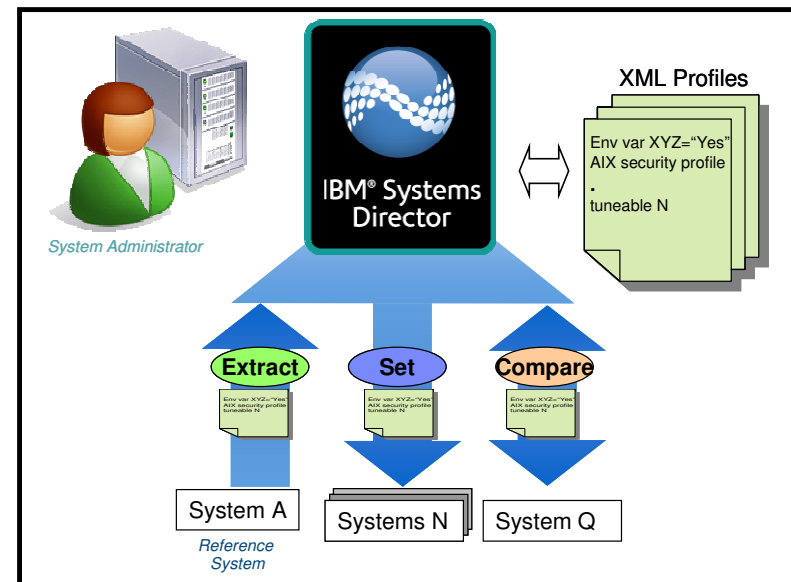 XML Profiles
Env var XYZ=“Yes”
AIX security profile
.
tuneable N
IBM® Systems
Director
System Administrator
Extract
Set
Compare
Env var XYZ=“Yes”
AIX security profile
tuneable N
Env var XYZ=“Yes”
AIX security profile
tuneable N
Env var XYZ=“Yes”
AIX security profile
tuneable N
System A
Systems N
System Q
Reference
System